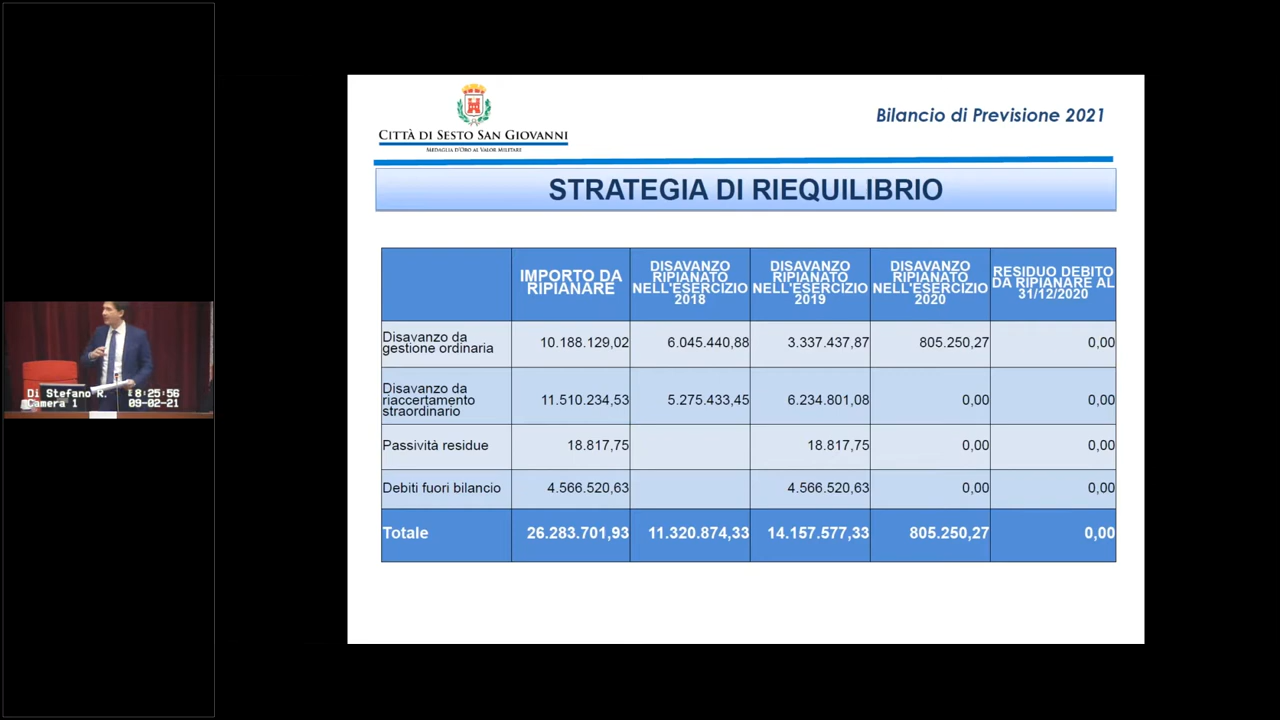 CITTÀ DI SESTO SAN GIOVANNI
MEDAGLIA D'ORO AL VALOR MILITARE
Bilancio di Previsione 2021
STRATEGIA DI RIEQUILIBRIO
IMPORTO DA
RIPIANARE
DISAVANZO
RIPIANATO
NELL'ESERCIZIO
2018
DISAVANZO
RIPIANATO
NELL'ESERCIZIO
2019
DISAVANZO
RIPIANATO
NELL'ESERCIZIO
2020
RESIDUO DEBITO
DA RIPIANARE AL
31/12/2020
Disavanzo da
gestione ordinaria
10.188.129,02
6.045.440,88
3.337.437,87
805.250,27
0,00
Disavanzo da
riaccertamento
straordinario
11.510.234,53
5.275.433,45
6.234.801,08
0,00
0,00
Passività residue
18.817,75
18.817,75
0,00
0,00
Debiti fuori bilancio
4.566.520,63
4.566.520,63
0,00
0,00
Totale
26.283.701,93
11.320.874,33
14.157.577,33
805.250,27
0,00
Di Stefano R.
8:25:56
Camera 1
09-02-21